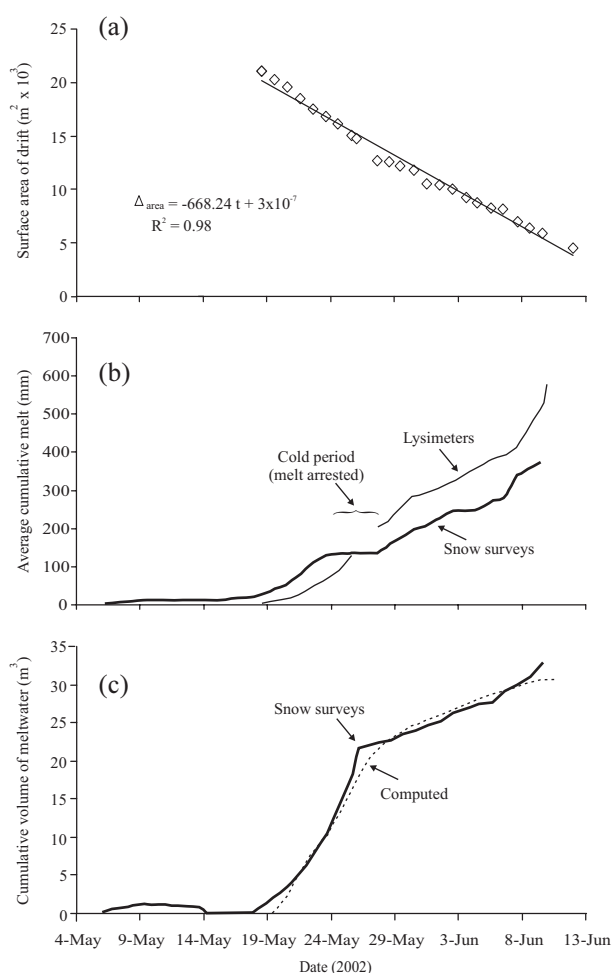 (a)
25
20
15
10
5
0
Surface area of drift (m² x 10³)
Δ area = -668.24 t + 3x10⁻⁷
R² = 0.98
(b)
700
600
500
400
300
200
100
0
Average cumulative melt (mm)
Cold period
(melt arrested)
Lysimeters
Snow surveys
(c)
35
30
25
20
15
10
5
0
Cumulative volume of meltwater (m³)
Snow surveys
Computed
4-May 9-May 14-May 19-May 24-May 29-May 3-Jun 8-Jun 13-Jun
Date (2002)